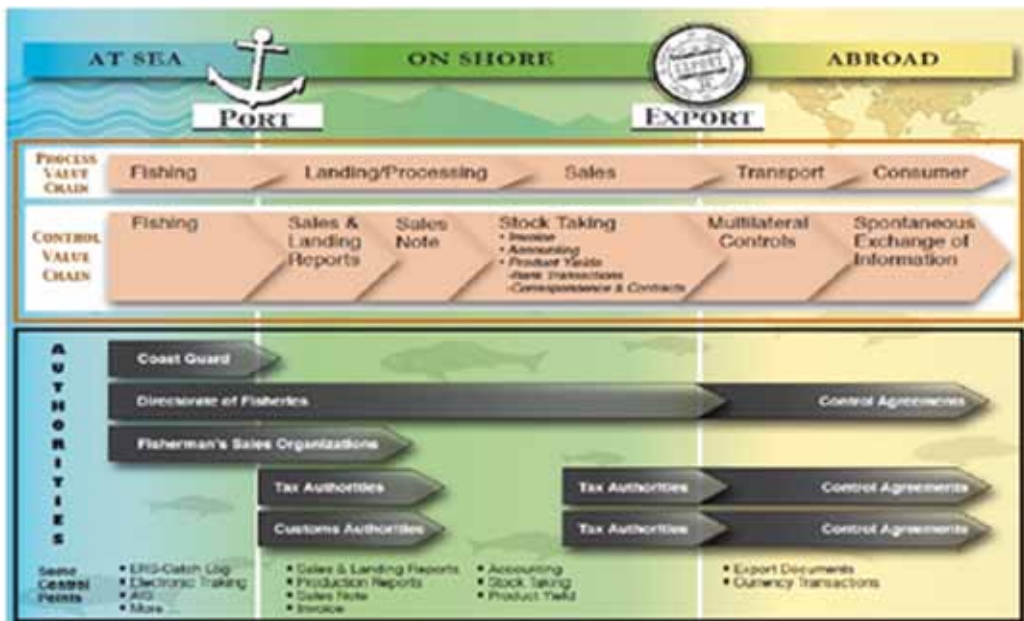 AT SEA
ON SHORE
ABROAD
EXPORT
PORT
EXPORT
PROCESS
VALUE
CHAIN
Fishing
Landing/Processing
Sales
Transport
Consumer
CONTROL
VALUE
CHAIN
Fishing
Sales &
Landing
Reports
Sales
Note
Stock Taking
• Invoice
• Accounting
• Product Yields
-Bank Transactions
-Correspondence & Contracts
Multilateral
Controls
Spontaneous
Exchange of
Information
AUTHORITIES
Coast Guard
Directorate of Fisheries
Control Agreements
Fisherman's Sales Organizations
Tax Authorities
Tax Authorities
Control Agreements
Customs Authorities
Tax Authorities
Control Agreements
Some
Control
Points
• ERS-Catch Log
• Electronic Traking
• AIS
• More
• Sales & Landing Reports
• Production Reports
• Sales Note
• Invoice
• Accounting
• Stock Taking
• Product Yield
• Export Documents
• Currency Transactions